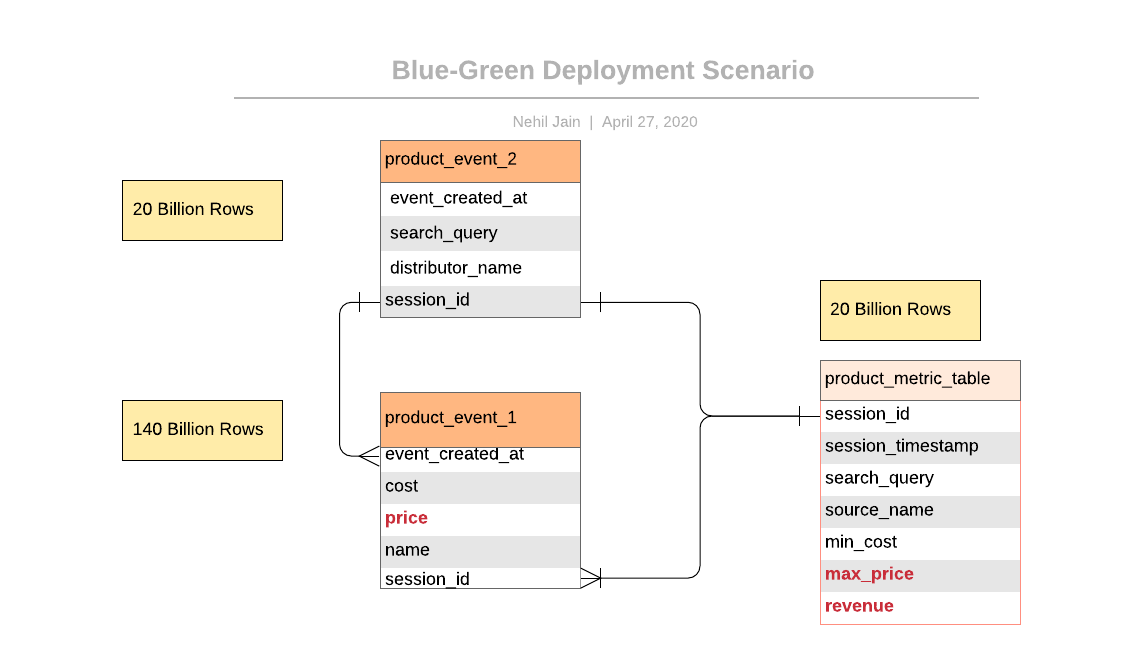 Blue-Green Deployment Scenario
Nehil Jain | April 27, 2020
product_event_2
event_created_at
search_query
distributor_name
session_id
20 Billion Rows
140 Billion Rows
product_event_1
event_created_at
cost
price
name
session_id
20 Billion Rows
product_metric_table
session_id
session_timestamp
search_query
source_name
min_cost
max_price
revenue